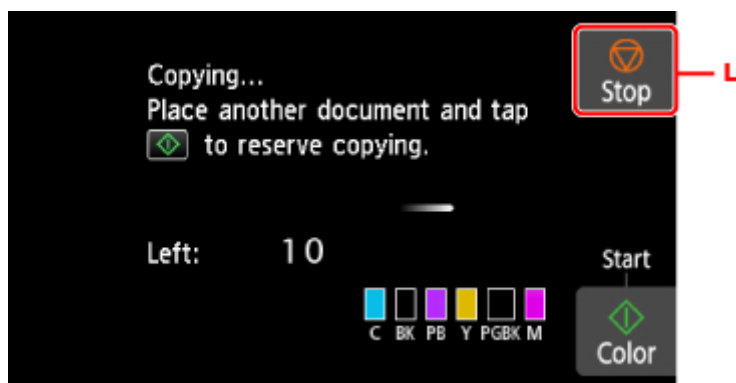 Copying...
Stop
L
Place another document and tap
to reserve copying.
Left: 10
Start
C BK PB Y PGBK M
Color